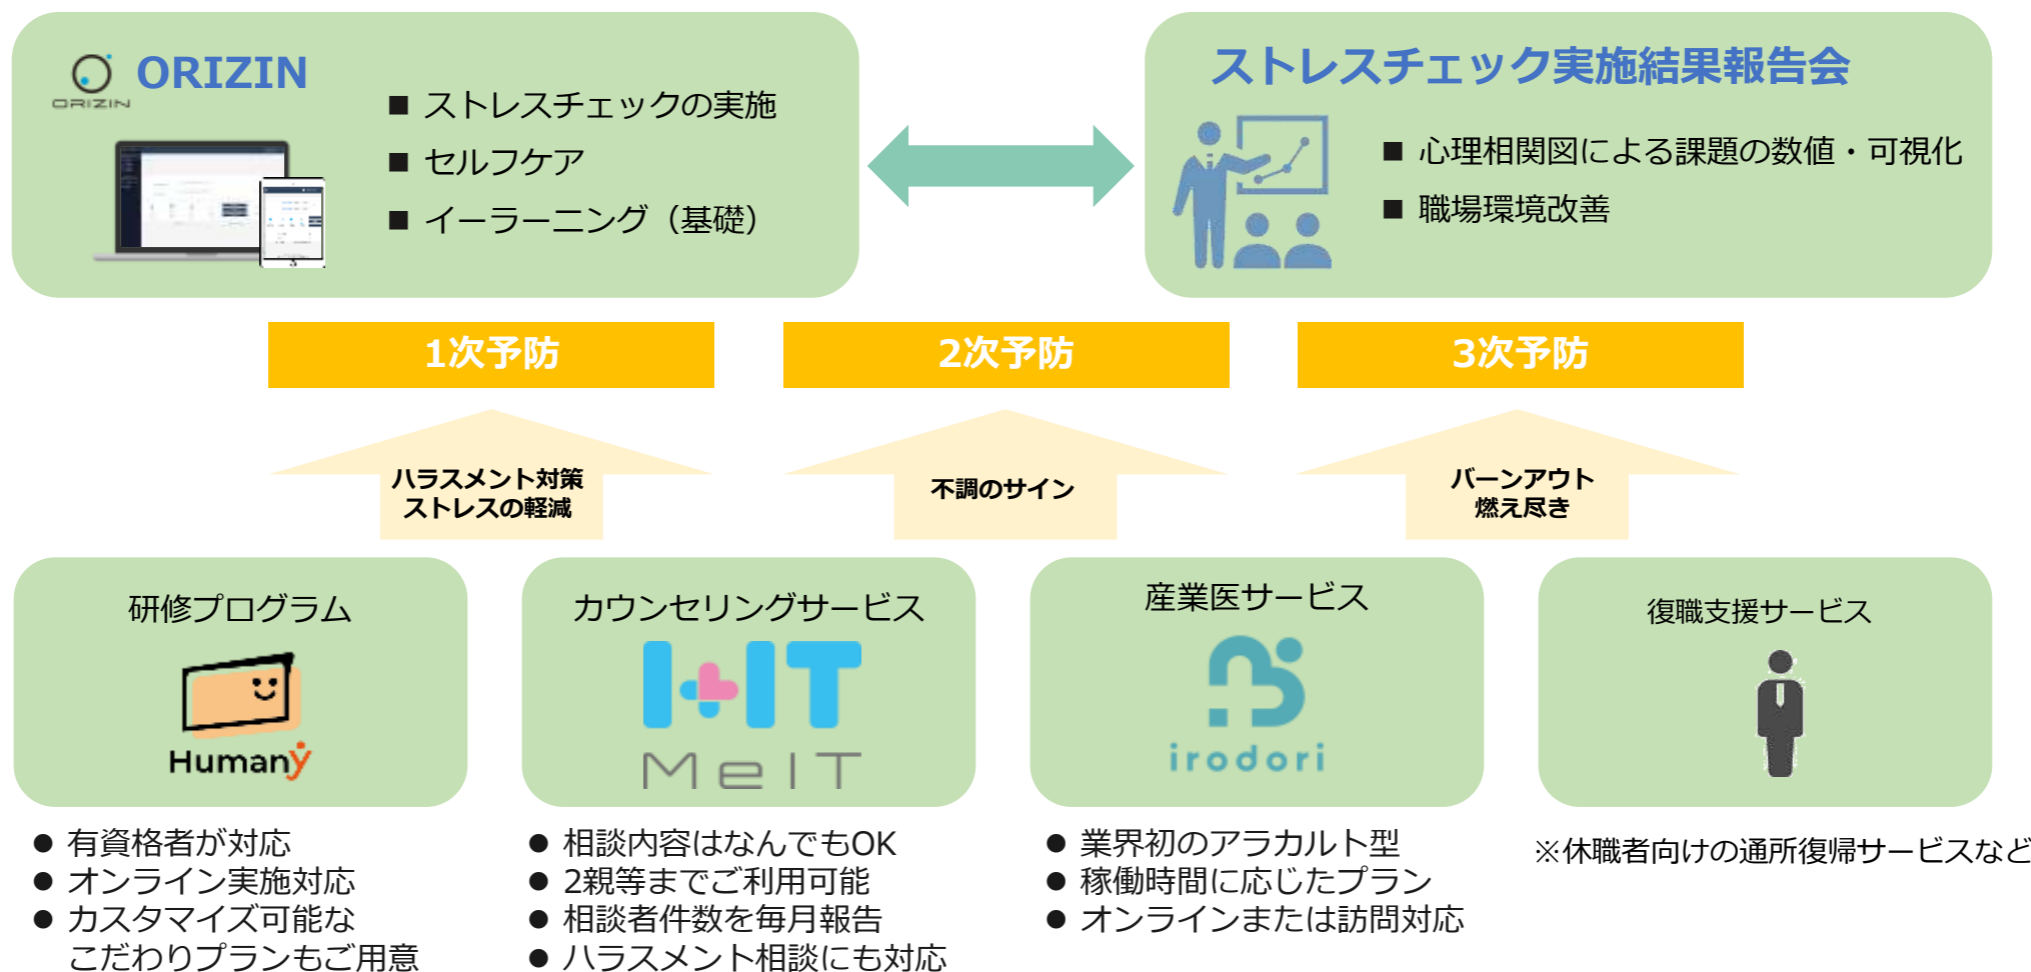 ORIZIN
ORIZIN
■ ストレスチェックの実施
■ セルフケア
■ イーラーニング（基礎）
ストレスチェック実施結果報告会
■ 心理相関図による課題の数値・可視化
■ 職場環境改善
1次予防
2次予防
3次予防
ハラスメント対策
ストレスの軽減
不調のサイン
バーンアウト
燃え尽き
研修プログラム
Humany
● 有資格者が対応
● オンライン実施対応
● カスタマイズ可能な
こだわりプランもご用意
カウンセリングサービス
MeIT
● 相談内容はなんでもOK
● 2親等までご利用可能
● 相談者件数を毎月報告
● ハラスメント相談にも対応
産業医サービス
irodori
● 業界初のアラカルト型
● 稼働時間に応じたプラン
● オンラインまたは訪問対応
復職支援サービス
※休職者向けの通所復帰サービスなど